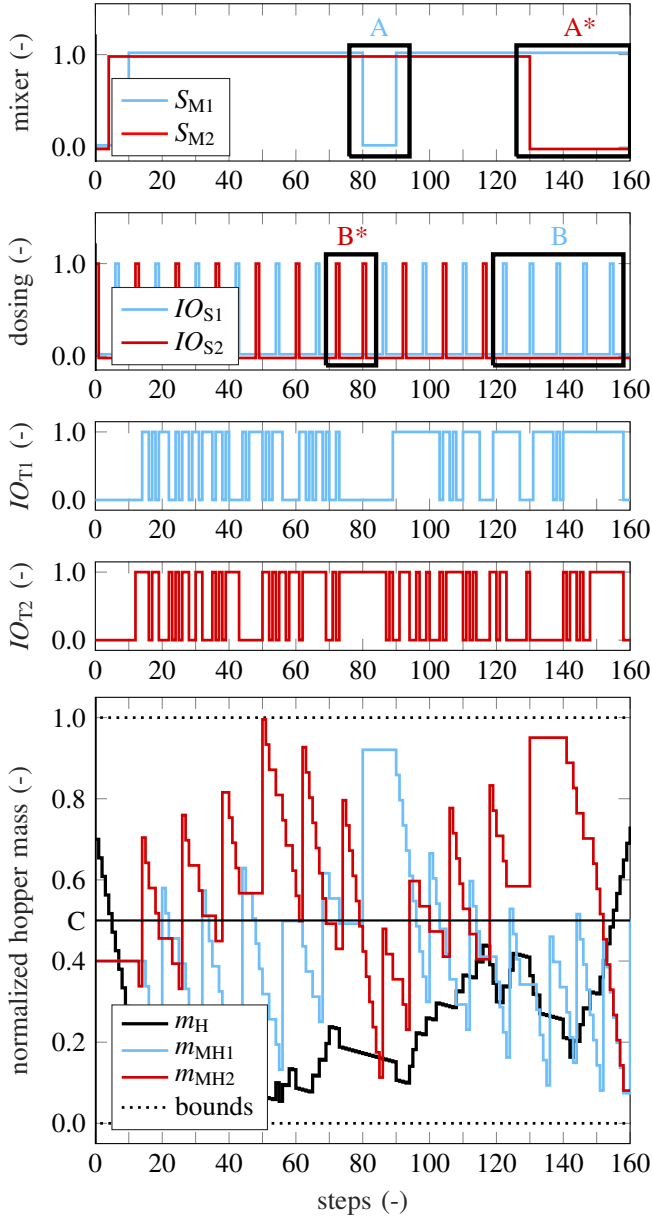 A A*
mixer (-)
1.0
0.0
S_M1
S_M2
0 20 40 60 80 100 120 140 160
B* B
dosing (-)
1.0
0.0
IO_S1
IO_S2
0 20 40 60 80 100 120 140 160
IO_T1 (-)
1.0
0.0
0 20 40 60 80 100 120 140 160
IO_T2 (-)
1.0
0.0
0 20 40 60 80 100 120 140 160
normalized hopper mass (-)
1.0
0.8
0.6
C
0.4
0.2
0.0
m_H
m_MH1
m_MH2
bounds
0 20 40 60 80 100 120 140 160
steps (-)